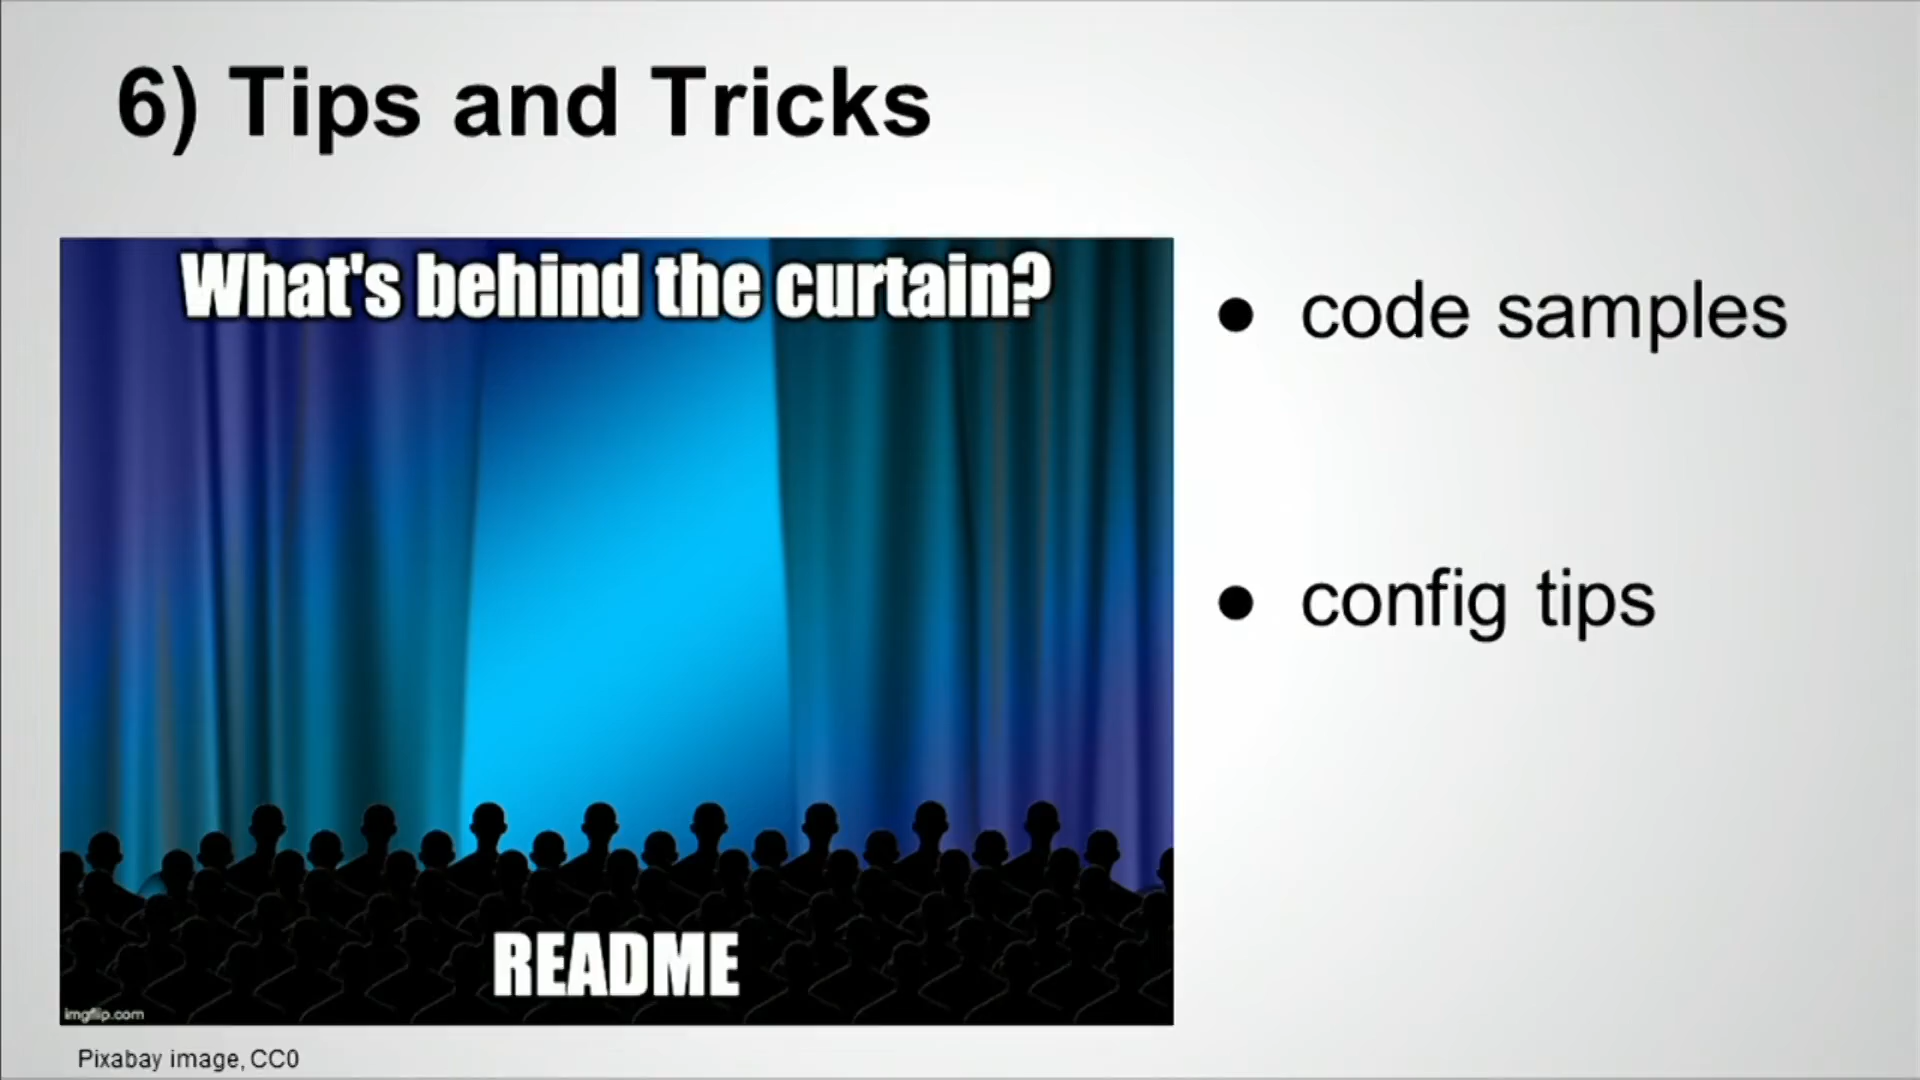 6) Tips and Tricks
What's behind the curtain?
README
imgflip.com
Pixabay image, CC0
● code samples
● config tips